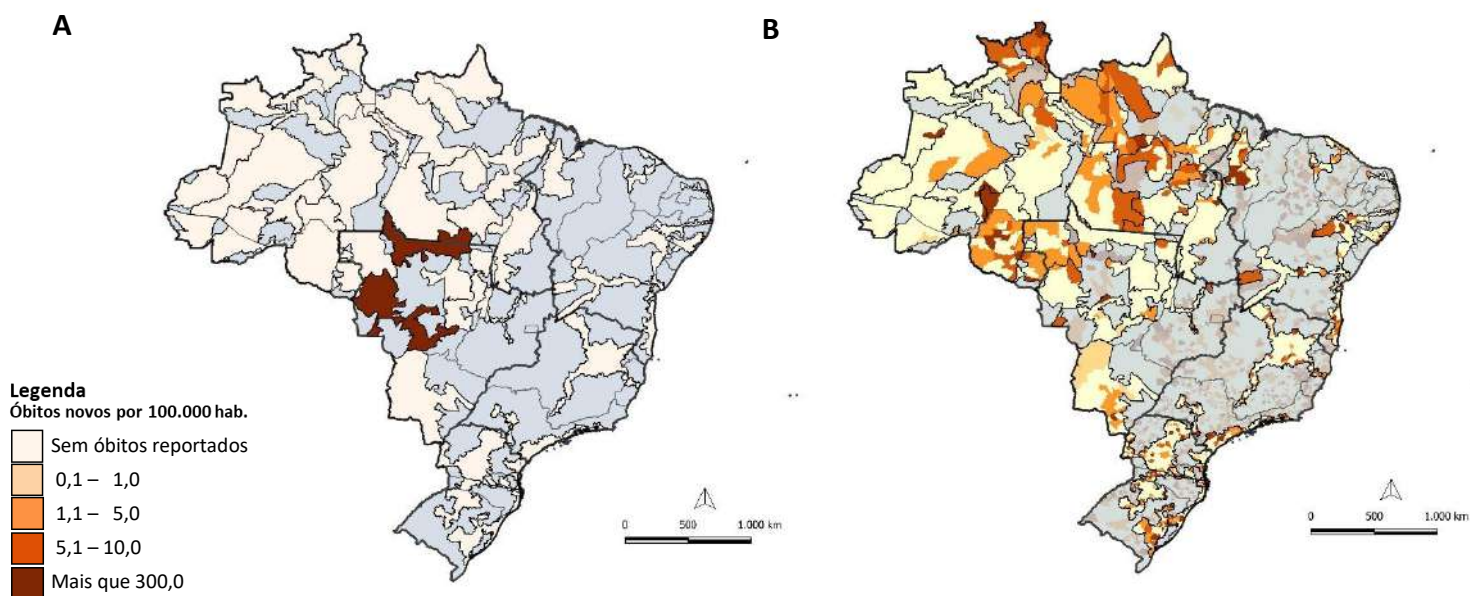 A
B
Legenda
Óbitos novos por 100.000 hab.
Sem óbitos reportados
0,1 – 1,0
1,1 – 5,0
5,1 – 10,0
Mais que 300,0
0 500 1.000 km
0 500 1.000 km